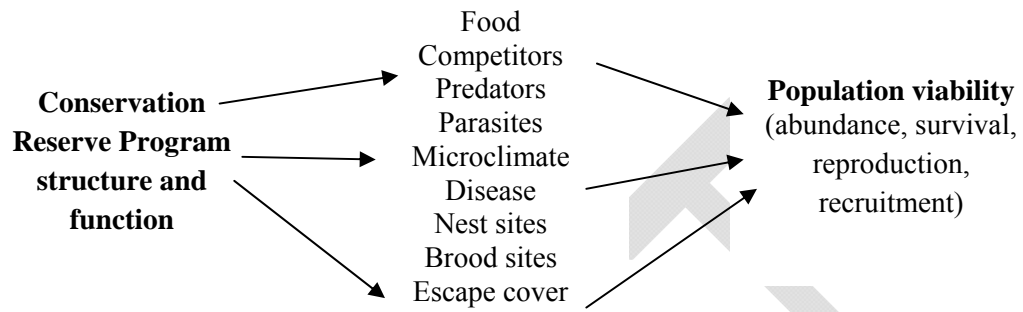 Conservation
Reserve Program
structure and
function
Food
Competitors
Predators
Parasites
Microclimate
Disease
Nest sites
Brood sites
Escape cover
Population viability
(abundance, survival,
reproduction,
recruitment)